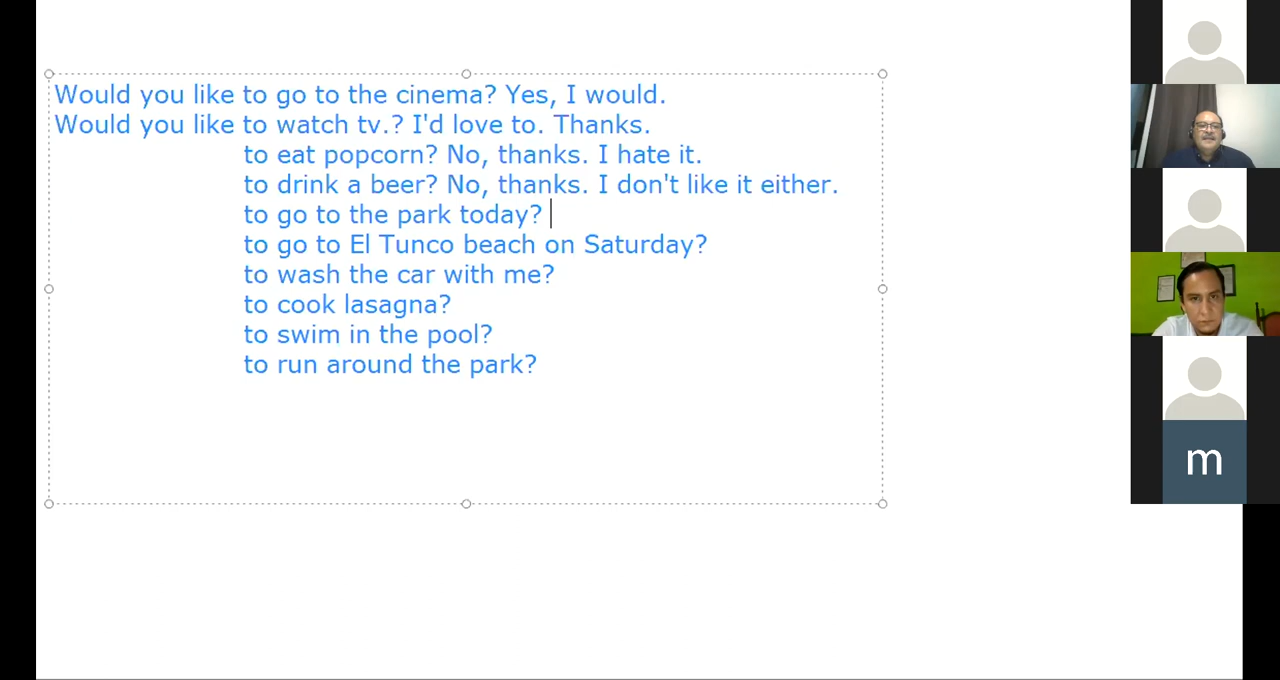 Would you like to go to the cinema? Yes, I would.
Would you like to watch tv.? I'd love to. Thanks.
to eat popcorn? No, thanks. I hate it.
to drink a beer? No, thanks. I don't like it either.
to go to the park today?
to go to El Tunco beach on Saturday?
to wash the car with me?
to cook lasagna?
to swim in the pool?
to run around the park?
m